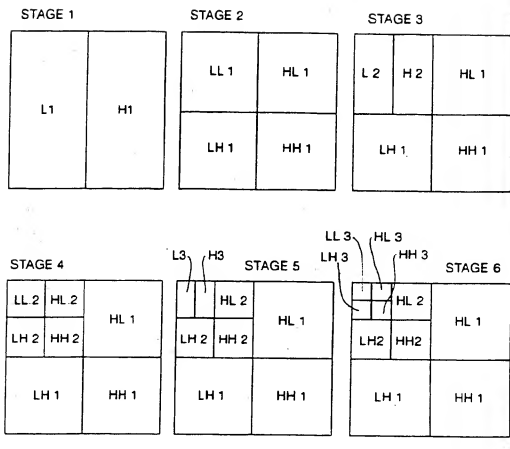 STAGE 1
L1 H1
STAGE 2
LL 1 HL 1
LH 1 HH 1
STAGE 3
L 2 H 2 HL 1
LH 1 HH 1
STAGE 4
LL 2 HL 2
HL 1
LH 2 HH 2
LH 1 HH 1
L3 H3
STAGE 5
HL 2
HL 1
LH 2 HH 2
LH 1 HH 1
LL 3 HL 3
LH 3 HH 3
STAGE 6
HL 2
HL 1
LH2 HH2
LH 1 HH 1